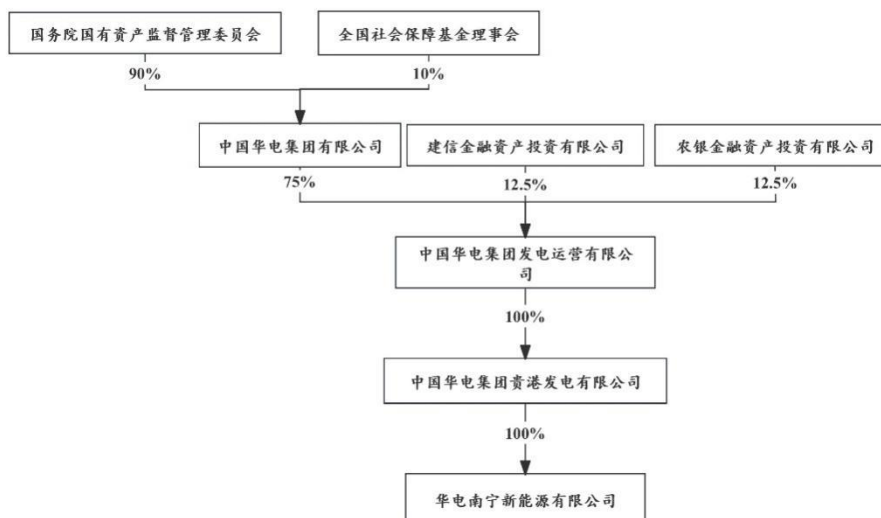 国务院国有资产监督管理委员会
全国社会保障基金理事会
90%
10%
中国华电集团有限公司
建信金融资产投资有限公司
农银金融资产投资有限公司
75%
12.5%
12.5%
中国华电集团发电运营有限公
司
100%
中国华电集团贵港发电有限公司
100%
华电南宁新能源有限公司